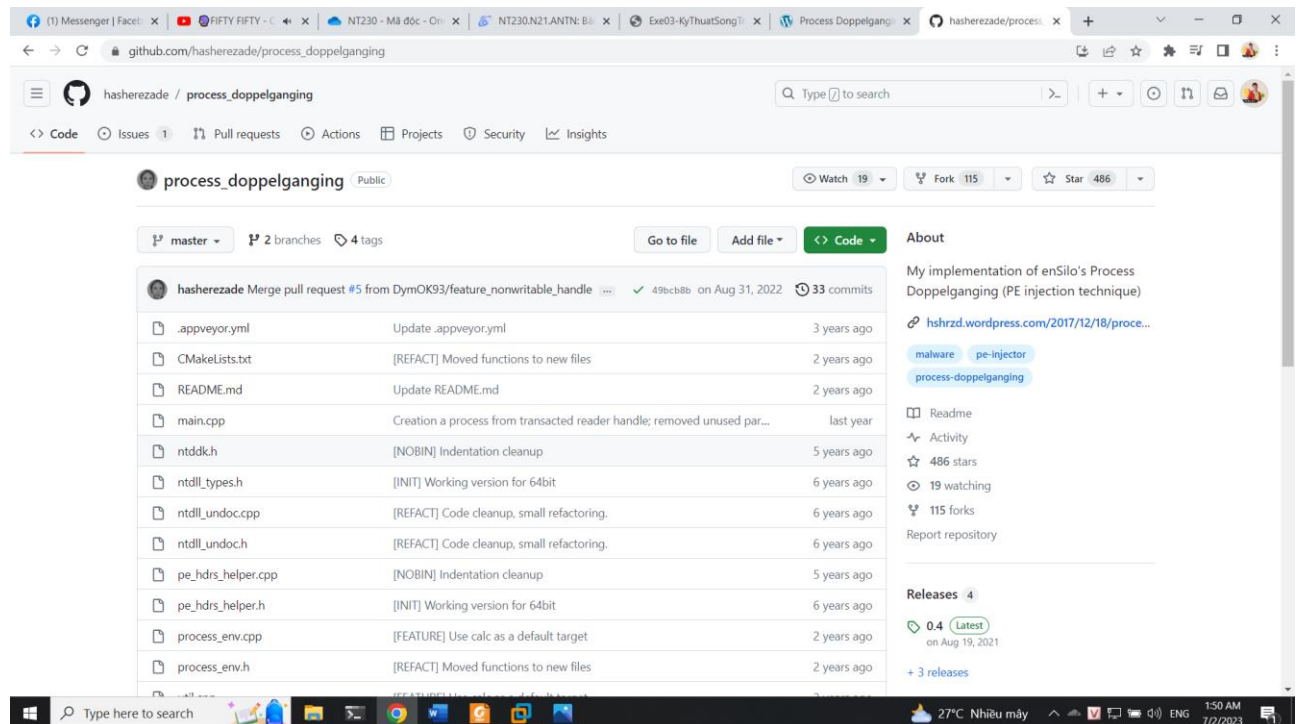 (1) Messenger | Faceb
FIFTY FIFTY - C
NT230 - Mã độc - On
NT230.N21.ANTN: Bà
Exe03-KyThuatSongTr
Process Doppelgangi
hasherezade/process_
github.com/hasherezade/process_doppelganging
hasherezade / process_doppelganging
Type / to search
Code Issues 1 Pull requests Actions Projects Security Insights
process_doppelganging Public
Watch 19 Fork 115 Star 486
master 2 branches 4 tags Go to file Add file Code
hasherezade Merge pull request #5 from DymOK93/feature_nonwritable_handle ... 49bcb8b on Aug 31, 2022 33 commits
.appveyor.yml Update .appveyor.yml 3 years ago
CMakeLists.txt [REFACT] Moved functions to new files 2 years ago
README.md Update README.md 2 years ago
main.cpp Creation a process from transacted reader handle; removed unused par... last year
ntddk.h [NOBIN] Indentation cleanup 5 years ago
ntdll_types.h [INIT] Working version for 64bit 6 years ago
ntdll_undoc.cpp [REFACT] Code cleanup, small refactoring. 6 years ago
ntdll_undoc.h [REFACT] Code cleanup, small refactoring. 6 years ago
pe_hdrs_helper.cpp [NOBIN] Indentation cleanup 5 years ago
pe_hdrs_helper.h [INIT] Working version for 64bit 6 years ago
process_env.cpp [FEATURE] Use calc as a default target 2 years ago
process_env.h [REFACT] Moved functions to new files 2 years ago
About
My implementation of enSilo's Process
Doppelganging (PE injection technique)
hshrzd.wordpress.com/2017/12/18/proce...
malware pe-injector
process-doppelganging
Readme
Activity
486 stars
19 watching
115 forks
Report repository
Releases 4
0.4 Latest
on Aug 19, 2021
+ 3 releases
Type here to search
27°C Nhiều mây
ENG
1:50 AM
7/2/2023